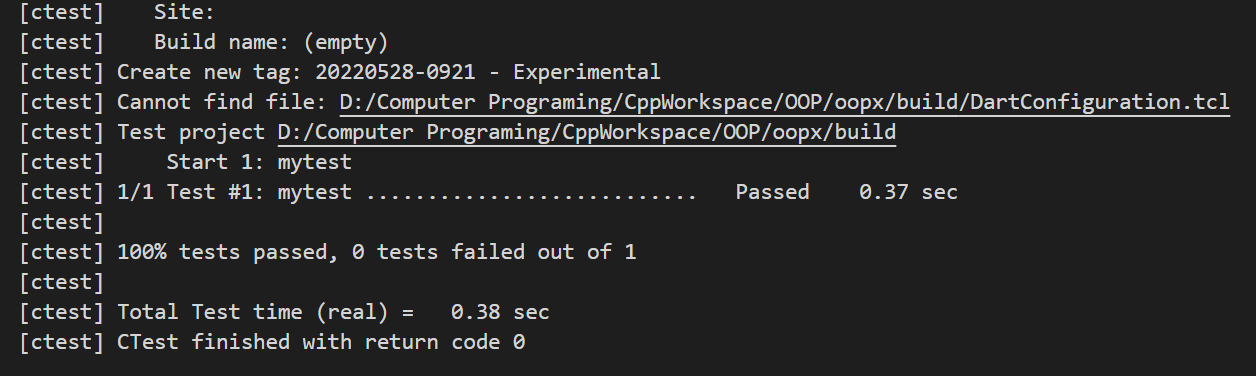 [ctest]    Site:
[ctest]    Build name: (empty)
[ctest] Create new tag: 20220528-0921 - Experimental
[ctest] Cannot find file: D:/Computer Programing/CppWorkspace/OOP/oopx/build/DartConfiguration.tcl
[ctest] Test project D:/Computer Programing/CppWorkspace/OOP/oopx/build
[ctest]     Start 1: mytest
[ctest] 1/1 Test #1: mytest ...........................   Passed    0.37 sec
[ctest]
[ctest] 100% tests passed, 0 tests failed out of 1
[ctest]
[ctest] Total Test time (real) =   0.38 sec
[ctest] CTest finished with return code 0